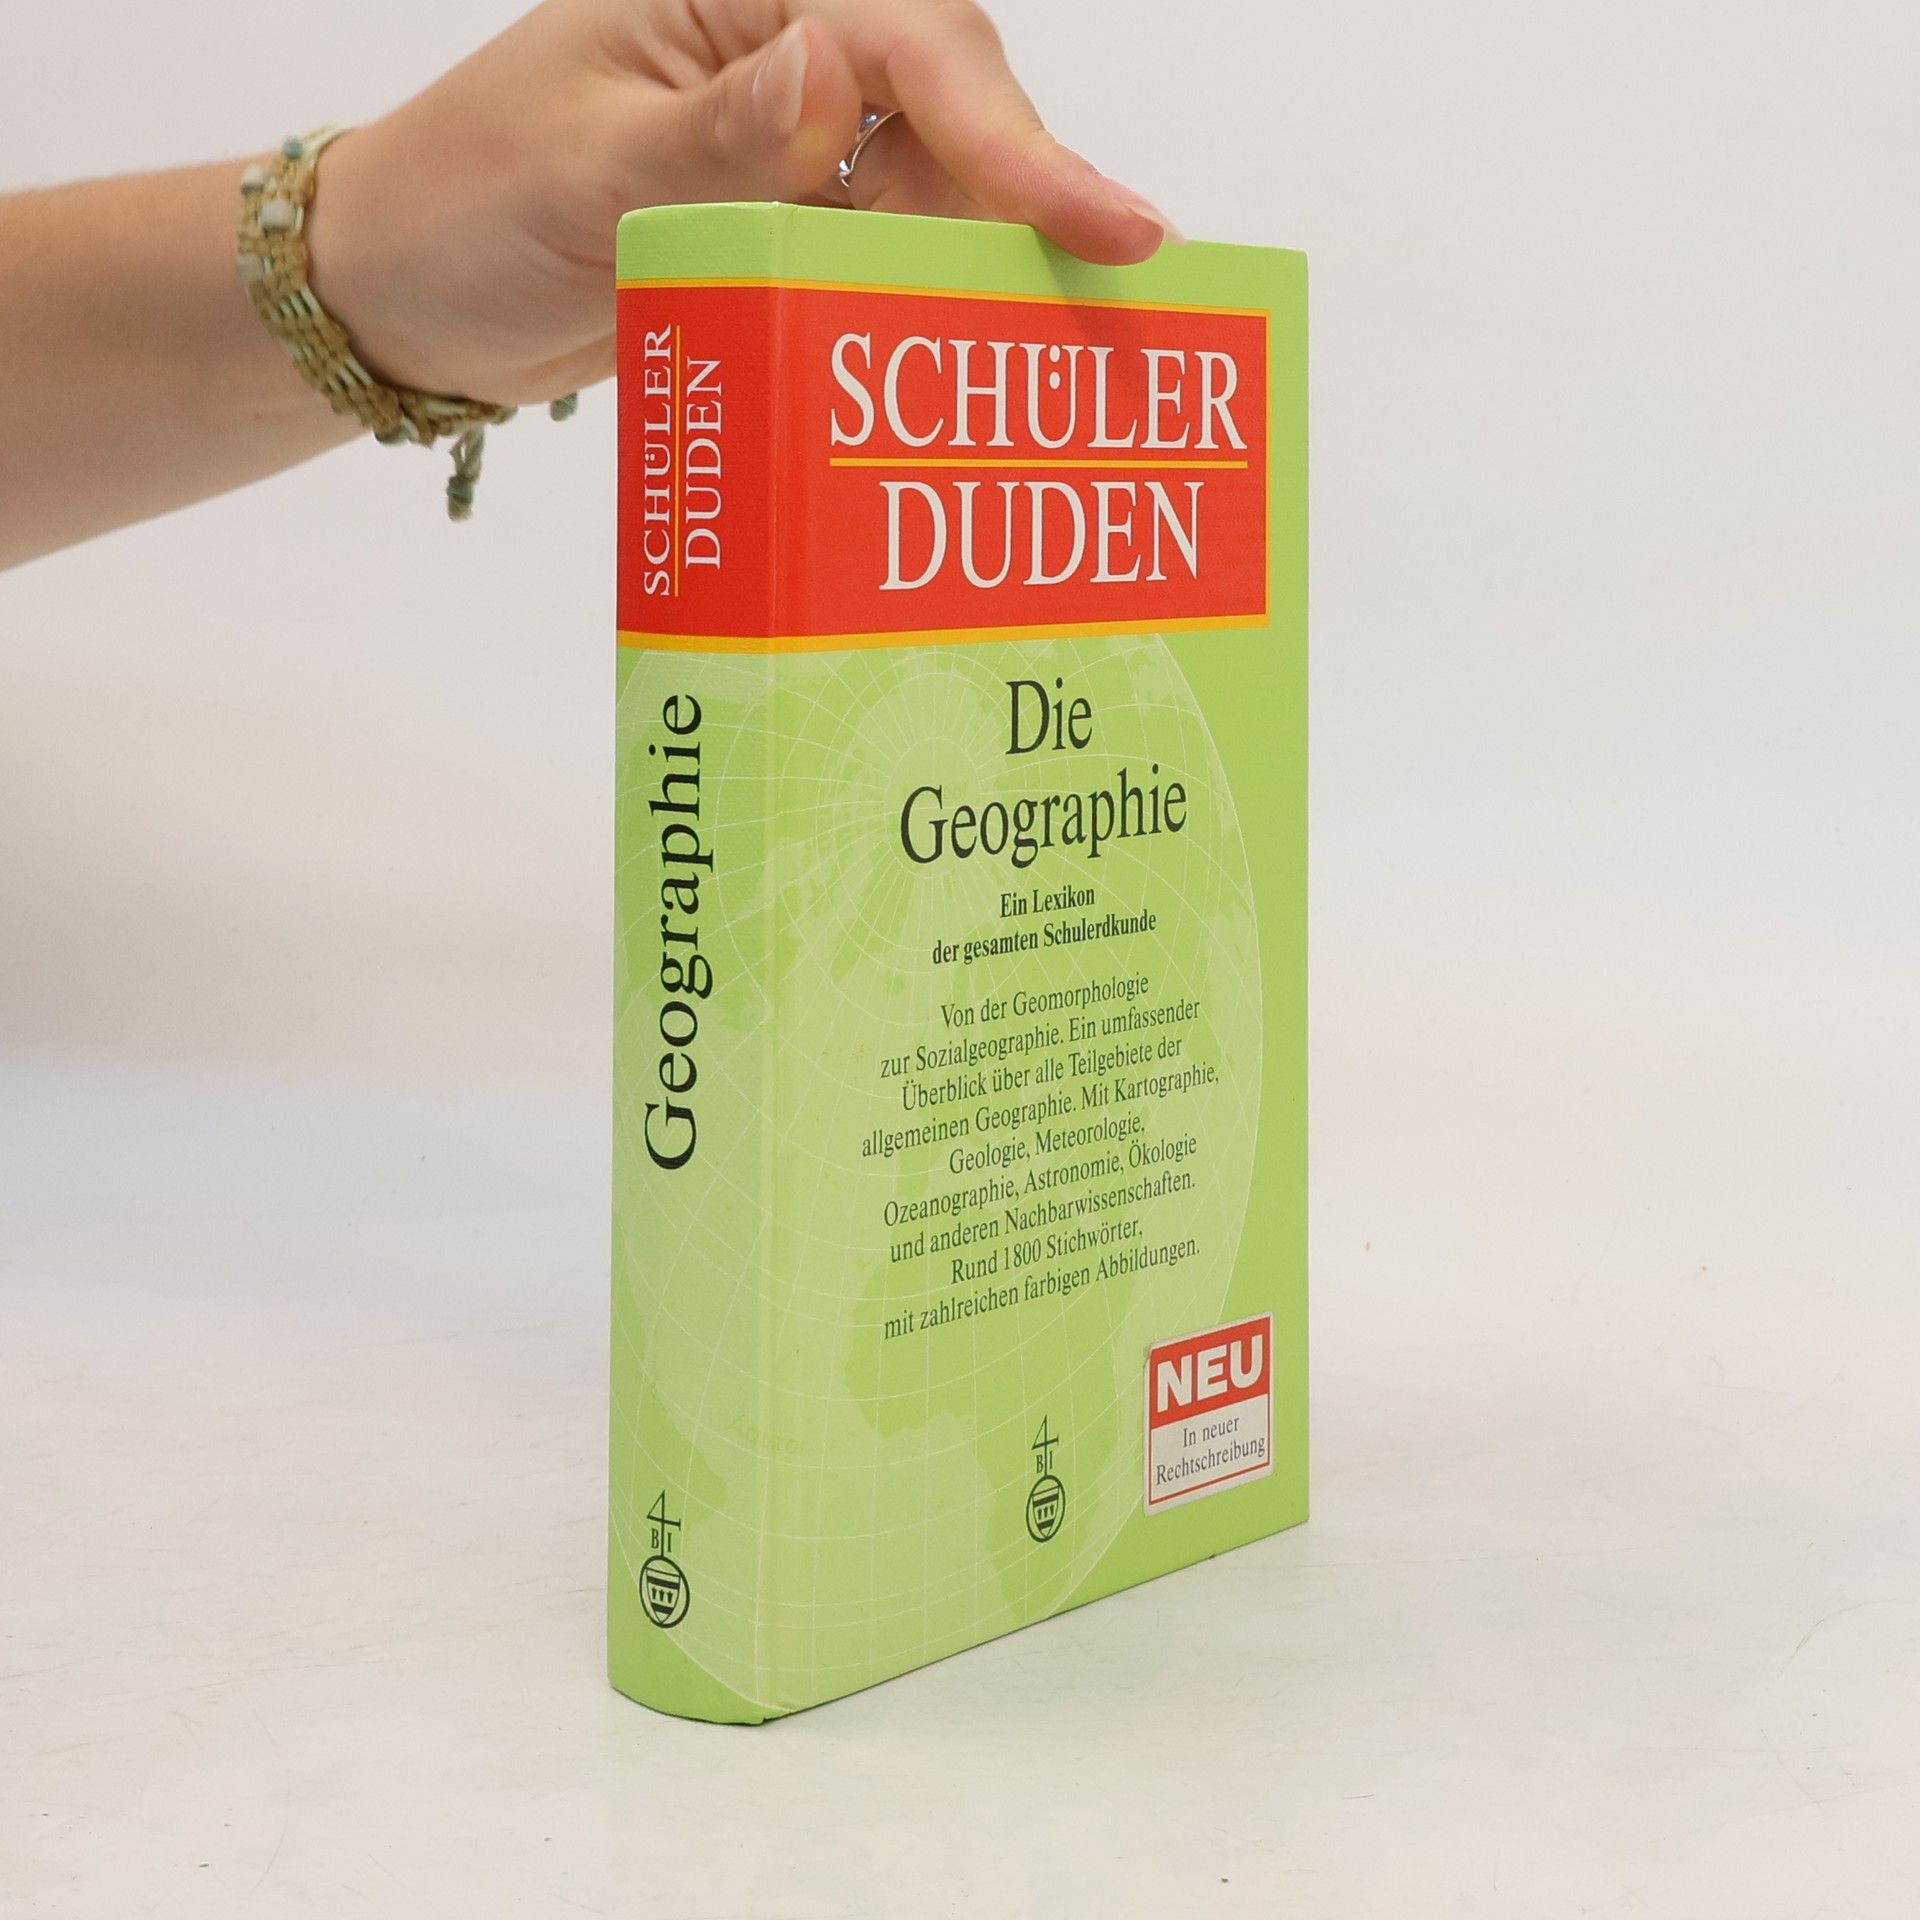 SCHÜLER
DUDEN
Geographie
B I
SCHÜLER
DUDEN
Die
Geographie
Ein Lexikon
der gesamten Schulerdkunde
Von der Geomorphologie
zur Sozialgeographie. Ein umfassender
Überblick über alle Teilgebiete der
allgemeinen Geographie. Mit Kartographie,
Geologie, Meteorologie,
Ozeanographie, Astronomie, Ökologie
und anderen Nachbarwissenschaften.
Rund 1800 Stichwörter,
mit zahlreichen farbigen Abbildungen.
B I
NEU
In neuer
Rechtschreibung